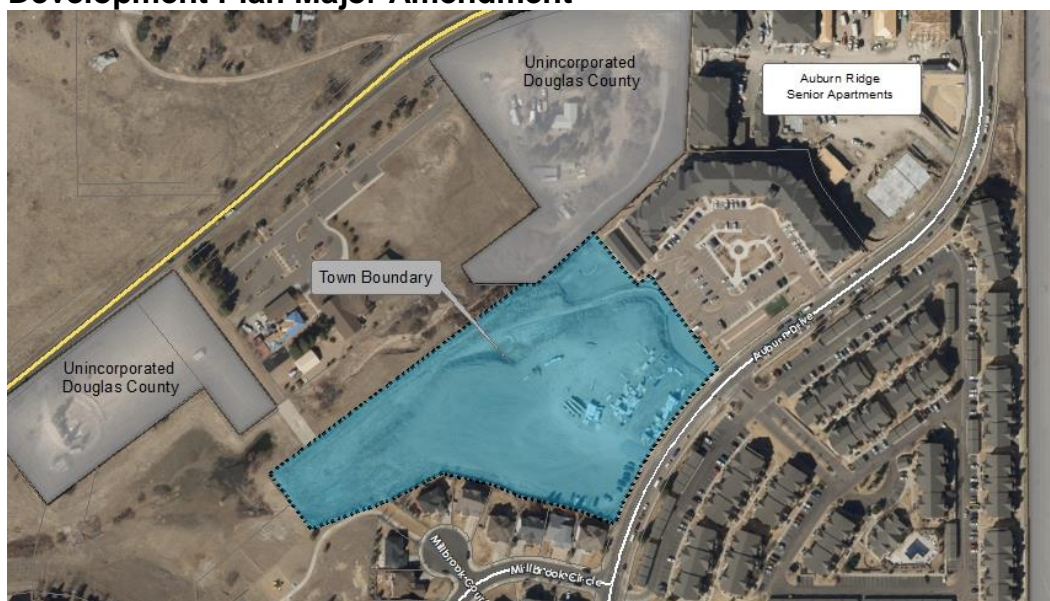 Development Plan Major Amendment
Unincorporated
Douglas County
Auburn Ridge
Senior Apartments
Town Boundary
Unincorporated
Douglas County
Auburn Drive
Millbrook Circle